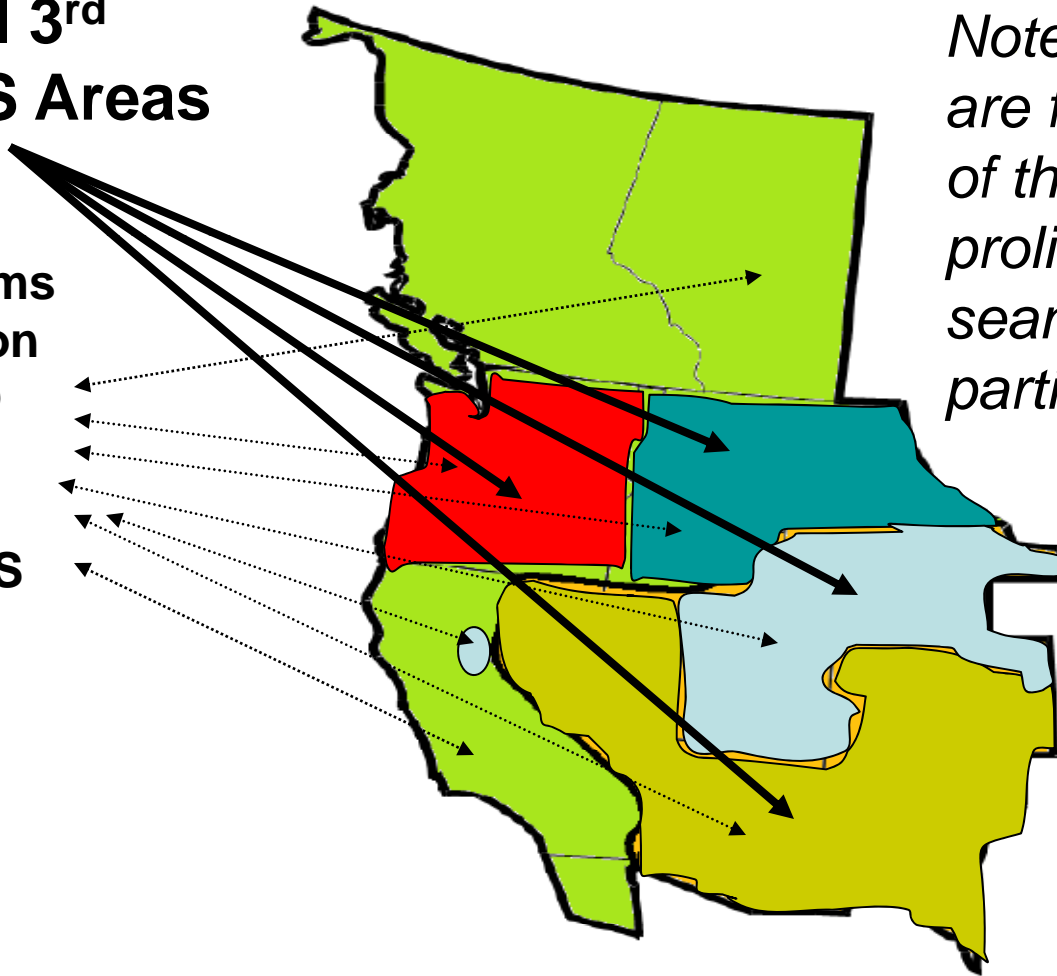 3rd
S Areas
ms
on
S
Note
are f
of th
proli
sear
parti